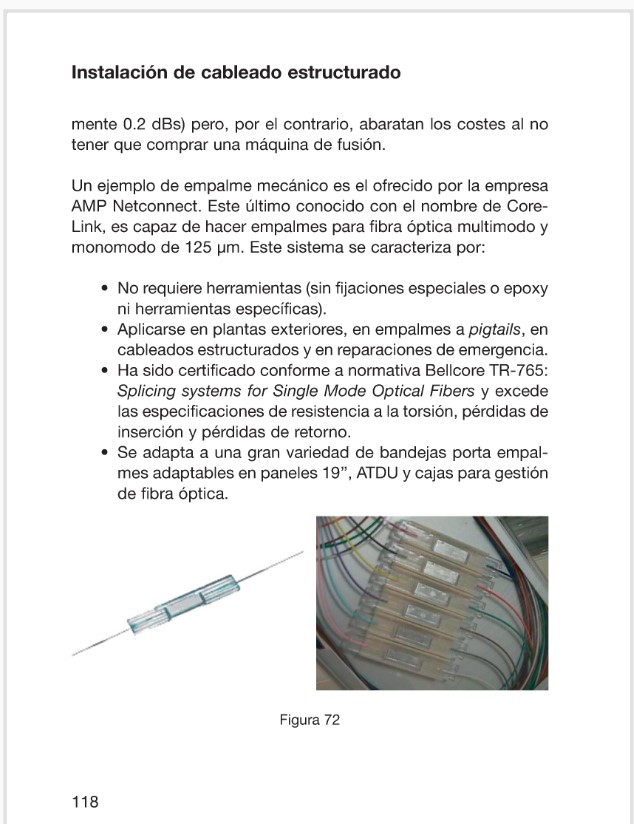 Instalación de cableado estructurado
mente 0.2 dBs) pero, por el contrario, abaratan los costes al no
tener que comprar una máquina de fusión.
Un ejemplo de empalme mecánico es el ofrecido por la empresa
AMP Netconnect. Este último conocido con el nombre de Core-
Link, es capaz de hacer empalmes para fibra óptica multimodo y
monomodo de 125 µm. Este sistema se caracteriza por:
• No requiere herramientas (sin fijaciones especiales o epoxy
ni herramientas específicas).
• Aplicarse en plantas exteriores, en empalmes a pigtails, en
cableados estructurados y en reparaciones de emergencia.
• Ha sido certificado conforme a normativa Bellcore TR-765:
Splicing systems for Single Mode Optical Fibers y excede
las especificaciones de resistencia a la torsión, pérdidas de
inserción y pérdidas de retorno.
• Se adapta a una gran variedad de bandejas porta empal-
mes adaptables en paneles 19”, ATDU y cajas para gestión
de fibra óptica.
Figura 72
118